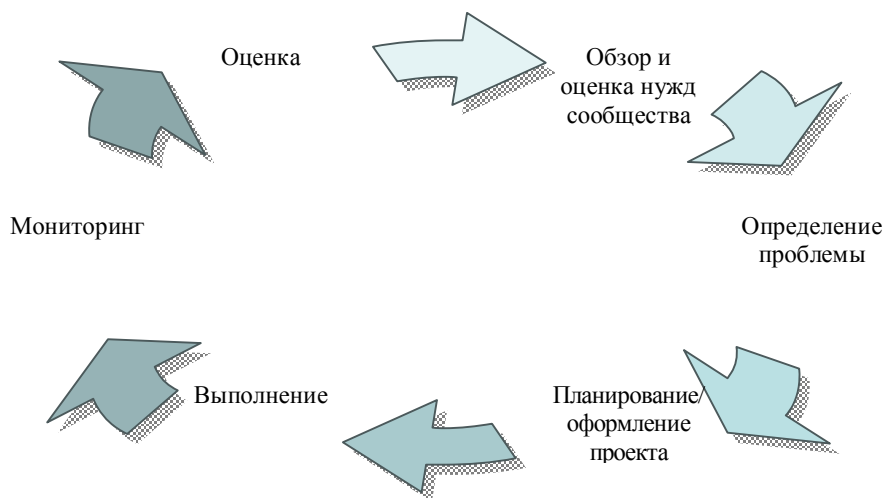 Оценка
Обзор и
оценка нужд
сообщества
Мониторинг
Определение
проблемы
Выполнение
Планирование/
оформление
проекта